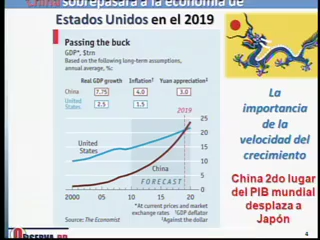 China sobrepasará a la economía de
Estados Unidos en el 2019
Passing the buck
GDP*, $trn
Based on the following long-term assumptions,
annual average, %:
Real GDP growth Inflation† Yuan appreciation‡
China 7.75 4.0 3.0
United
States 2.5 1.5
2019
25
20
15
10
5
0
United
States
China
FORECAST
2000 05 10 15 20
*At current prices and market
exchange rates †GDP deflator
‡Against the dollar
Source: The Economist
La
importancia
de la
velocidad del
crecimiento
China 2do lugar
del PIB mundial
desplaza a
Japón
4